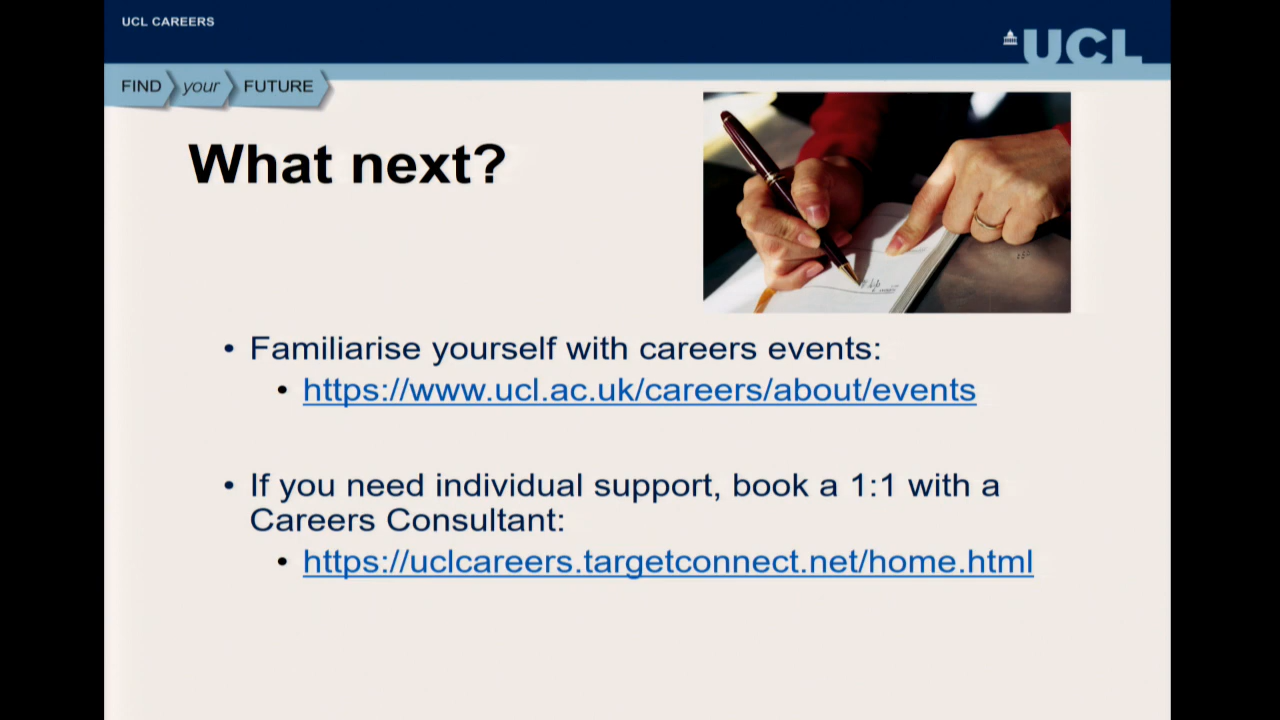 UCL CAREERS
UCL
FIND your FUTURE
What next?
• Familiarise yourself with careers events:
• https://www.ucl.ac.uk/careers/about/events
• If you need individual support, book a 1:1 with a
Careers Consultant:
• https://uclcareers.targetconnect.net/home.html